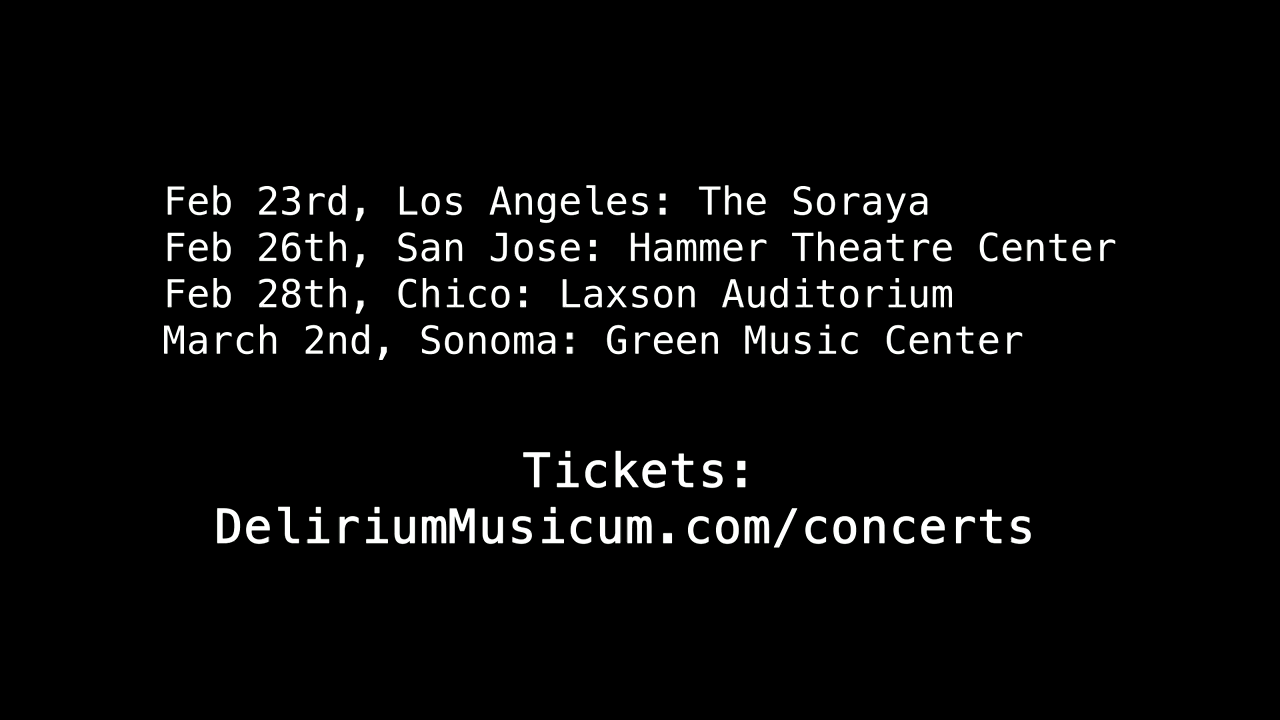 Feb 23rd, Los Angeles: The Soraya
Feb 26th, San Jose: Hammer Theatre Center
Feb 28th, Chico: Laxson Auditorium
March 2nd, Sonoma: Green Music Center
Tickets:
DeliriumMusicum.com/concerts